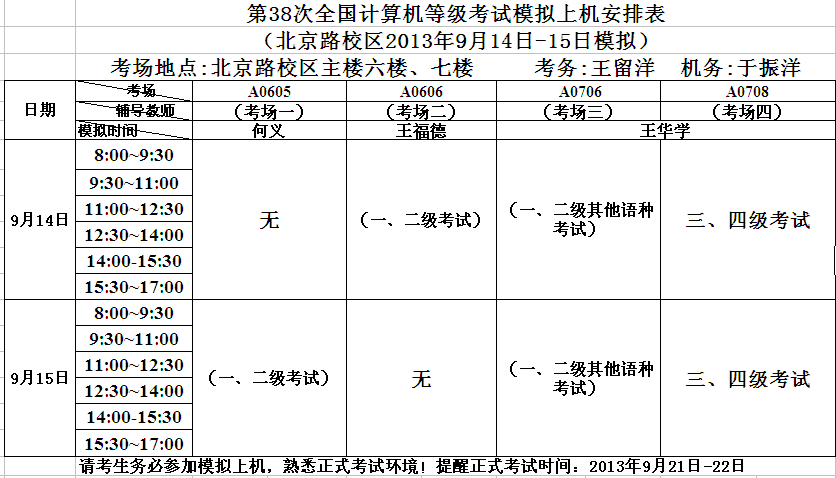 第38次全国计算机等级考试模拟上机安排表
（北京路校区2013年9月14日-15日模拟）
考场地点:北京路校区主楼六楼、七楼 考务:王留洋 机务:于振洋
日期 考场 A0605 A0606 A0706 A0708
辅导教师 （考场一） （考场二） （考场三） （考场四）
模拟时间 何义 王福德 王华学
9月14日
8:00~9:30
9:30~11:00
11:00~12:30
12:30~14:00
14:00-15:30
15:30~17:00
无
（一、二级考试）
（一、二级其他语种
考试）
三、四级考试
9月15日
8:00~9:30
9:30~11:00
11:00~12:30
12:30~14:00
14:00-15:30
15:30~17:00
（一、二级考试）
无
（一、二级其他语种
考试）
三、四级考试
请考生务必参加模拟上机，熟悉正式考试环境！提醒正式考试时间：2013年9月21日-22日